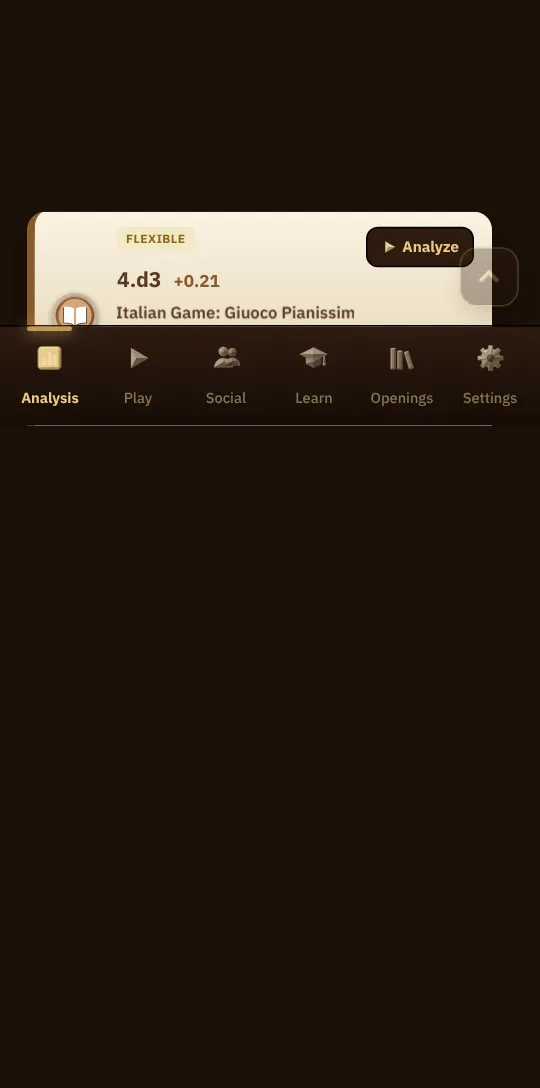 FLEXIBLE
Analyze
4.d3 +0.21
Italian Game: Giuoco Pianissim
Analysis Play Social Learn Openings Settings